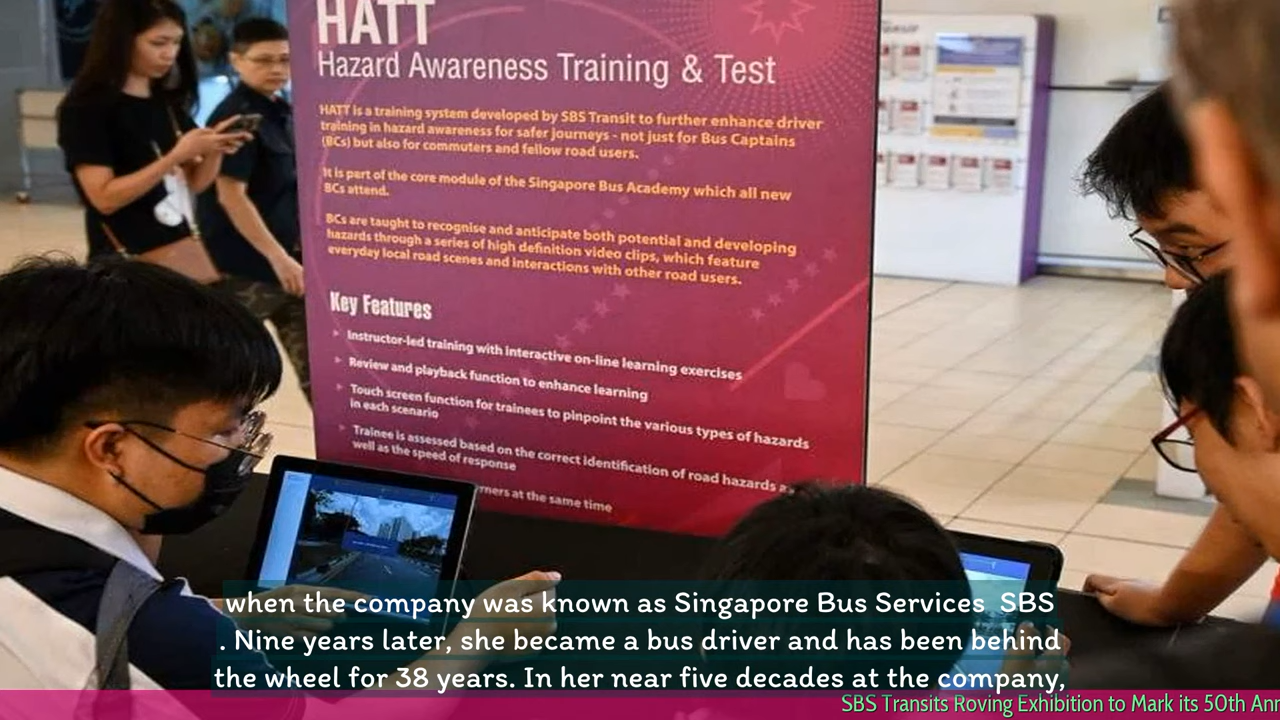 HATT
Hazard Awareness Training & Test
HATT is a training system developed by SBS Transit to further enhance driver
training in hazard awareness for safer journeys - not just for Bus Captains
(BCs) but also for commuters and fellow road users.
It is part of the core module of the Singapore Bus Academy which all new
BCs attend.
BCs are taught to recognise and anticipate both potential and developing
hazards through a series of high definition video clips, which feature
everyday local road scenes and interactions with other road users.
Key Features
Instructor-led training with interactive on-line learning exercises
Review and playback function to enhance learning
Touch screen function for trainees to pinpoint the various types of hazards
in each scenario
Trainee is assessed based on the correct identification of road hazards as
well as the speed of response
at the same time
when the company was known as Singapore Bus Services SBS
. Nine years later, she became a bus driver and has been behind
the wheel for 38 years. In her near five decades at the company,
SBS Transits Roving Exhibition to Mark its 50th Ann